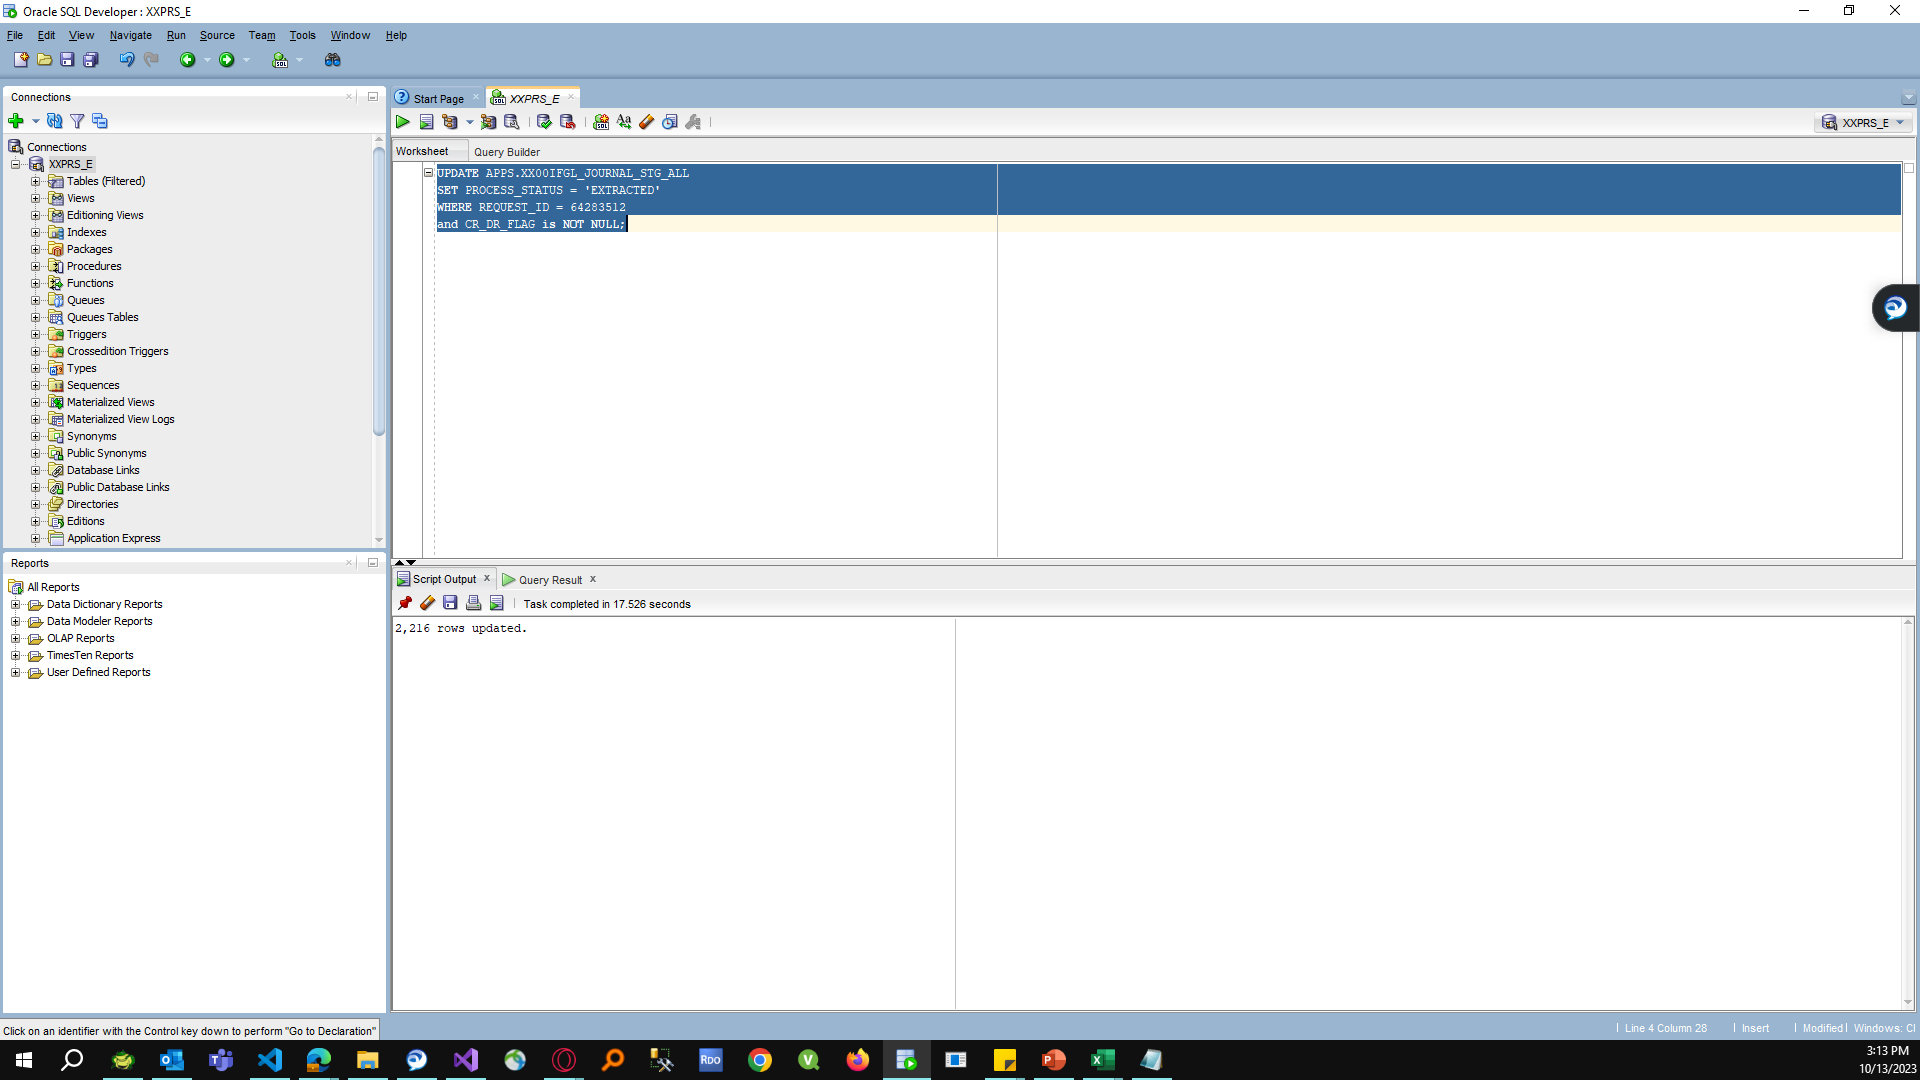 Oracle SQL Developer : XXPRS_E
File Edit View Navigate Run Source Team Tools Window Help
Connections
Connections
XXPRS_E
Tables (Filtered)
Views
Editioning Views
Indexes
Packages
Procedures
Functions
Queues
Queues Tables
Triggers
Crossedition Triggers
Types
Sequences
Materialized Views
Materialized View Logs
Synonyms
Public Synonyms
Database Links
Public Database Links
Directories
Editions
Application Express
Reports
All Reports
Data Dictionary Reports
Data Modeler Reports
OLAP Reports
TimesTen Reports
User Defined Reports
Start Page
XXPRS_E
XXPRS_E
Worksheet Query Builder
UPDATE APPS.XX00IFGL_JOURNAL_STG_ALL
SET PROCESS_STATUS = 'EXTRACTED'
WHERE REQUEST_ID = 64283512
and CR_DR_FLAG is NOT NULL;
Script Output x Query Result x
Task completed in 17.526 seconds
2,216 rows updated.
Click on an identifier with the Control key down to perform "Go to Declaration"
Line 4 Column 28 Insert Modified Windows: Cl
RDO
3:13 PM
10/13/2023